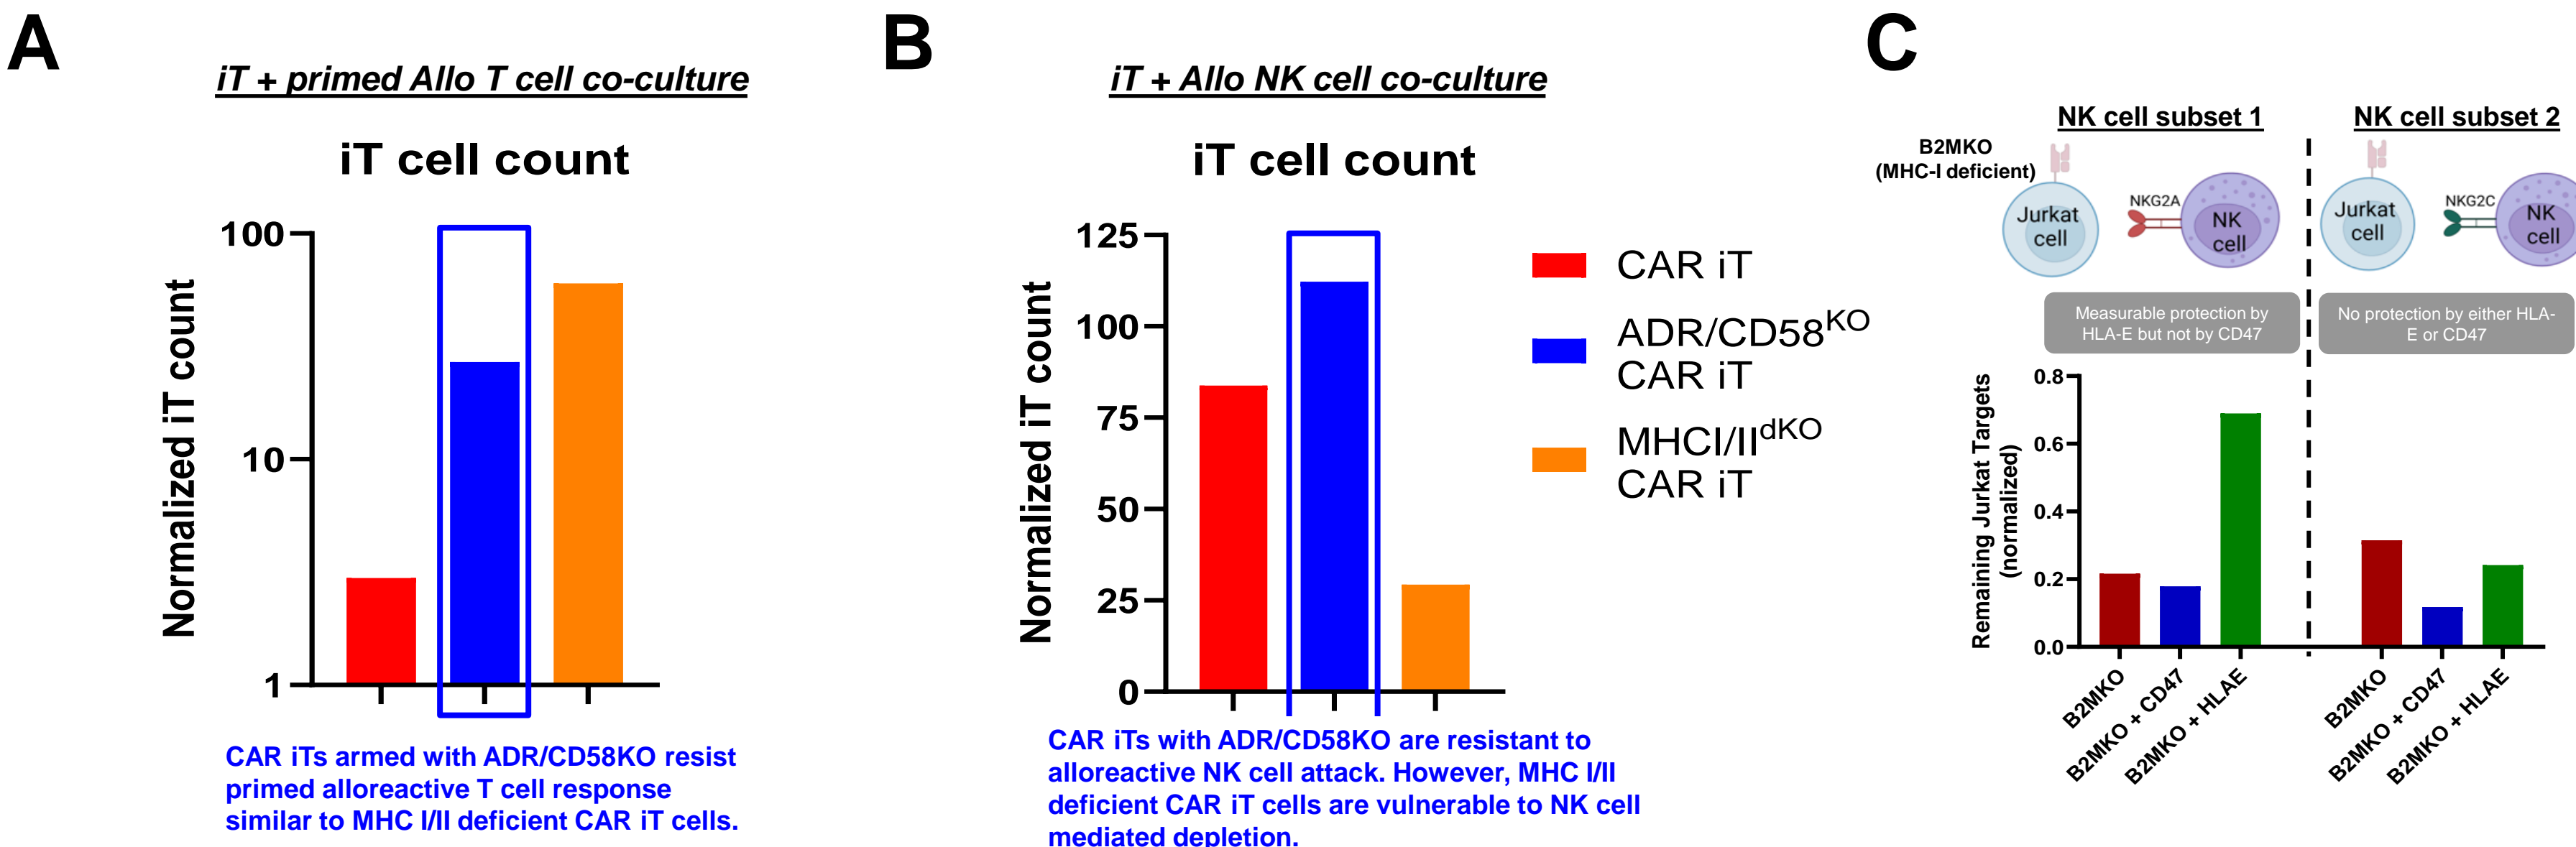 A
iT + primed Allo T cell co-culture
iT cell count
Normalized iT count
100
10
1
CAR iTs armed with ADR/CD58KO resist
primed alloreactive T cell response
similar to MHC I/II deficient CAR iT cells.
B
iT + Allo NK cell co-culture
iT cell count
Normalized iT count
125
100
75
50
25
0
CAR iT
ADR/CD58KO
CAR iT
MHCI/IIdKO
CAR iT
CAR iTs with ADR/CD58KO are resistant to
alloreactive NK cell attack. However, MHC I/II
deficient CAR iT cells are vulnerable to NK cell
mediated depletion.
C
NK cell subset 1
NK cell subset 2
B2MKO
(MHC-I deficient)
Jurkat
cell
NKG2A
NK
cell
Jurkat
cell
NKG2C
NK
cell
Measurable protection by
HLA-E but not by CD47
No protection by either HLA-
E or CD47
Remaining Jurkat Targets
(normalized)
0.8
0.6
0.4
0.2
0.0
B2MKO
B2MKO + CD47
B2MKO + HLAE
B2MKO
B2MKO + CD47
B2MKO + HLAE